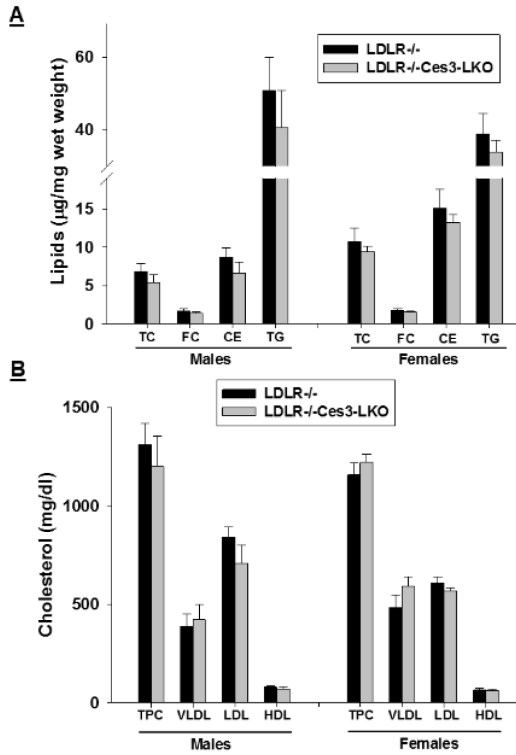 A
LDLR-/-
LDLR-/-Ces3-LKO
Lipids (µg/mg wet weight)
60
40
15
10
5
0
TC FC CE TG TC FC CE TG
Males Females
B
LDLR-/-
LDLR-/-Ces3-LKO
Cholesterol (mg/dl)
1500
1000
500
0
TPC VLDL LDL HDL TPC VLDL LDL HDL
Males Females